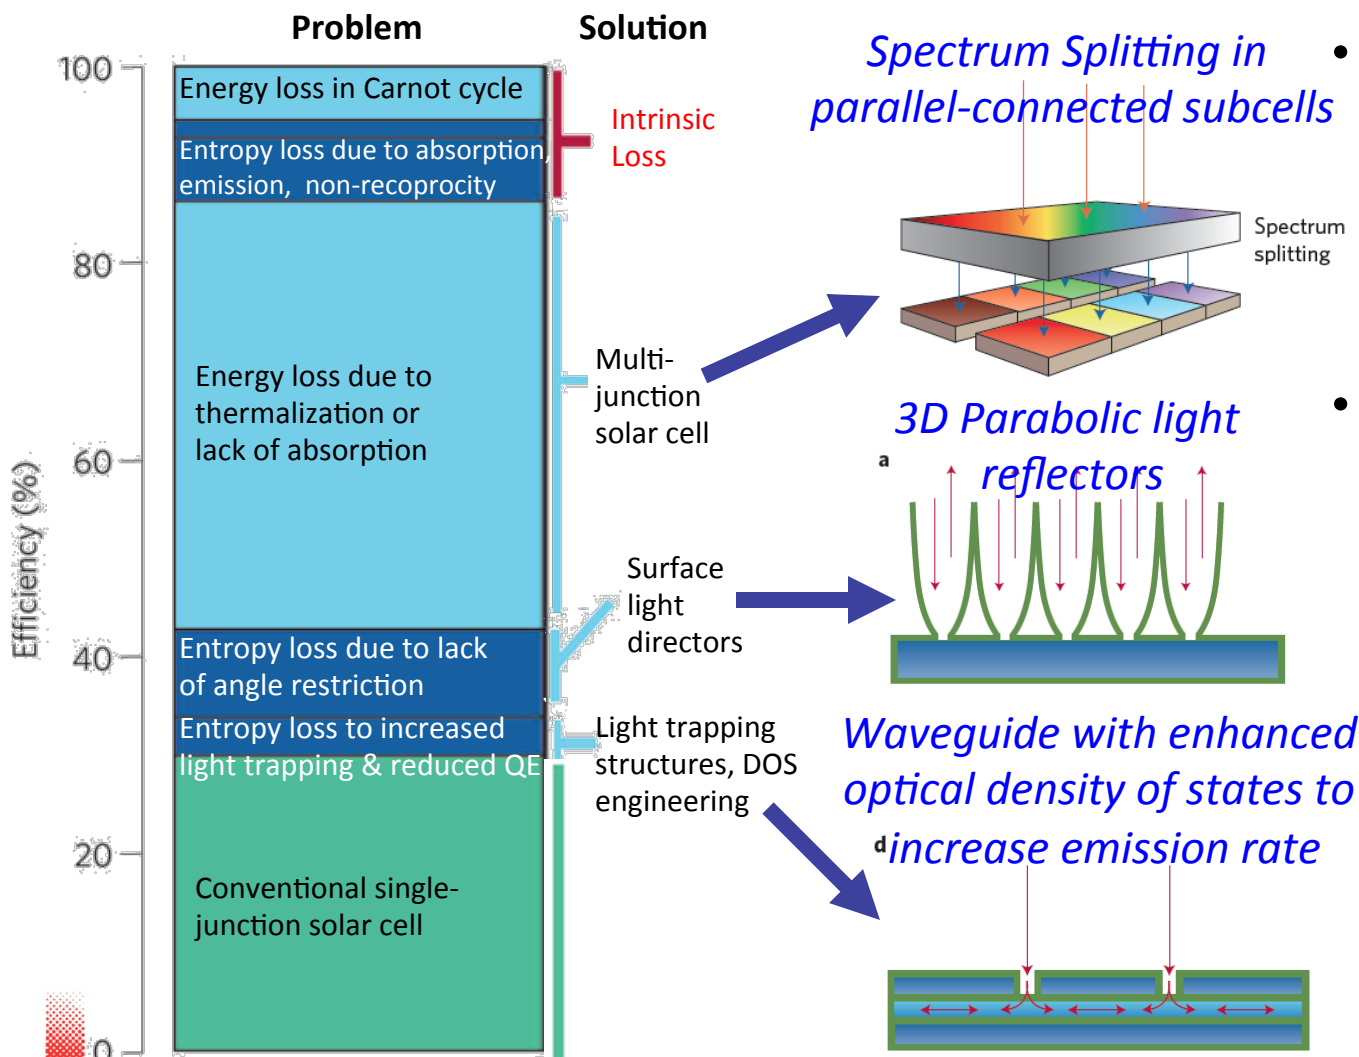 Problem
Solution
100
80
60
40
20
0
Efficiency (%)
Energy loss in Carnot cycle
Entropy loss due to absorption,
emission, non-recoprocity
Energy loss due to
thermalization or
lack of absorption
Entropy loss due to lack
of angle restriction
Entropy loss to increased
light trapping & reduced QE
Conventional single-
junction solar cell
Intrinsic
Loss
Multi-
junction
solar cell
Surface
light
directors
Light trapping
structures, DOS
engineering
Spectrum Splitting in •
parallel-connected subcells
Spectrum
splitting
3D Parabolic light •
reflectors
a
Waveguide with enhanced
optical density of states to
increase emission rate
d